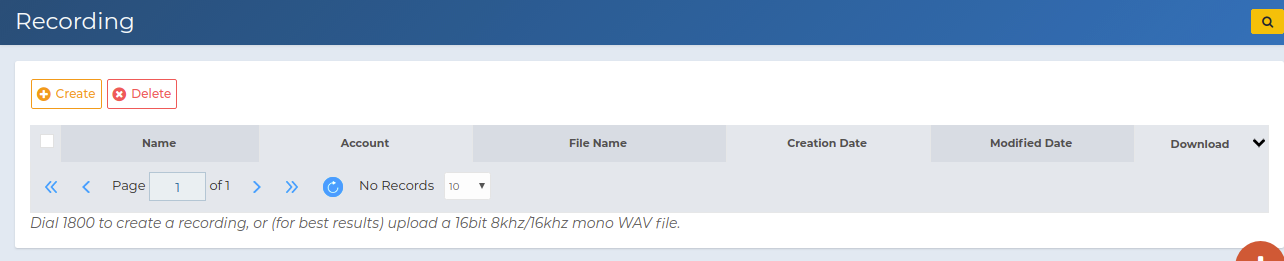 Recording
Create Delete
Name Account File Name Creation Date Modified Date Download
Page 1 of 1 No Records 10
Dial 1800 to create a recording, or (for best results) upload a 16bit 8khz/16khz mono WAV file.